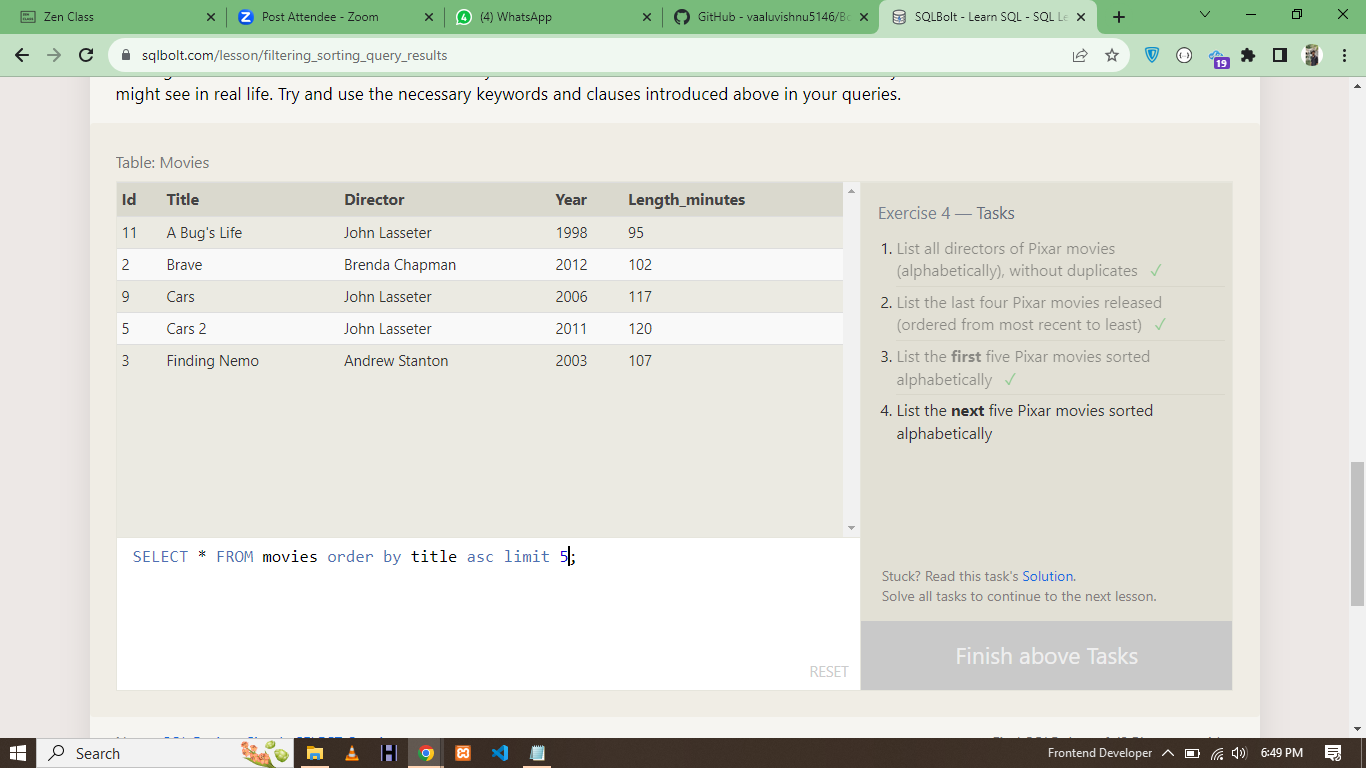 Zen Class
Post Attendee - Zoom
(4) WhatsApp
GitHub - vaaluvishnu5146/Bo
SQLBolt - Learn SQL - SQL Le
sqlbolt.com/lesson/filtering_sorting_query_results
19
might see in real life. Try and use the necessary keywords and clauses introduced above in your queries.
Table: Movies
Id Title Director Year Length_minutes
11 A Bug's Life John Lasseter 1998 95
2 Brave Brenda Chapman 2012 102
9 Cars John Lasseter 2006 117
5 Cars 2 John Lasseter 2011 120
3 Finding Nemo Andrew Stanton 2003 107
SELECT * FROM movies order by title asc limit 5;
RESET
Exercise 4 — Tasks
1. List all directors of Pixar movies
(alphabetically), without duplicates ✓
2. List the last four Pixar movies released
(ordered from most recent to least) ✓
3. List the first five Pixar movies sorted
alphabetically ✓
4. List the next five Pixar movies sorted
alphabetically
Stuck? Read this task's Solution.
Solve all tasks to continue to the next lesson.
Finish above Tasks
Search
Frontend Developer
6:49 PM